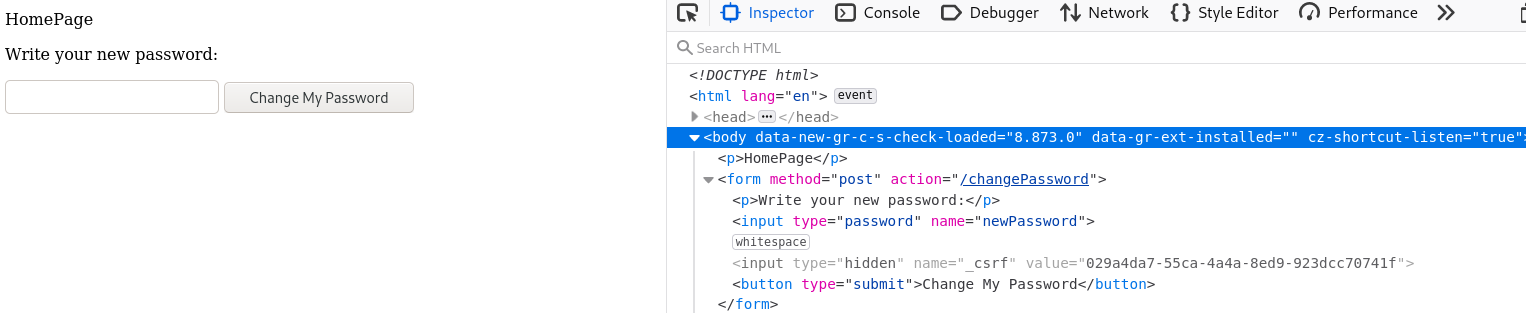 HomePage
Write your new password:
Change My Password
Inspector Console Debugger Network Style Editor Performance
Search HTML
<!DOCTYPE html>
<html lang="en"> event
<head> ••• </head>
<body data-new-gr-c-s-check-loaded="8.873.0" data-gr-ext-installed="" cz-shortcut-listen="true"
<p>HomePage</p>
<form method="post" action="/changePassword">
<p>Write your new password:</p>
<input type="password" name="newPassword">
whitespace
<input type="hidden" name="_csrf" value="029a4da7-55ca-4a4a-8ed9-923dcc70741f">
<button type="submit">Change My Password</button>
</form>